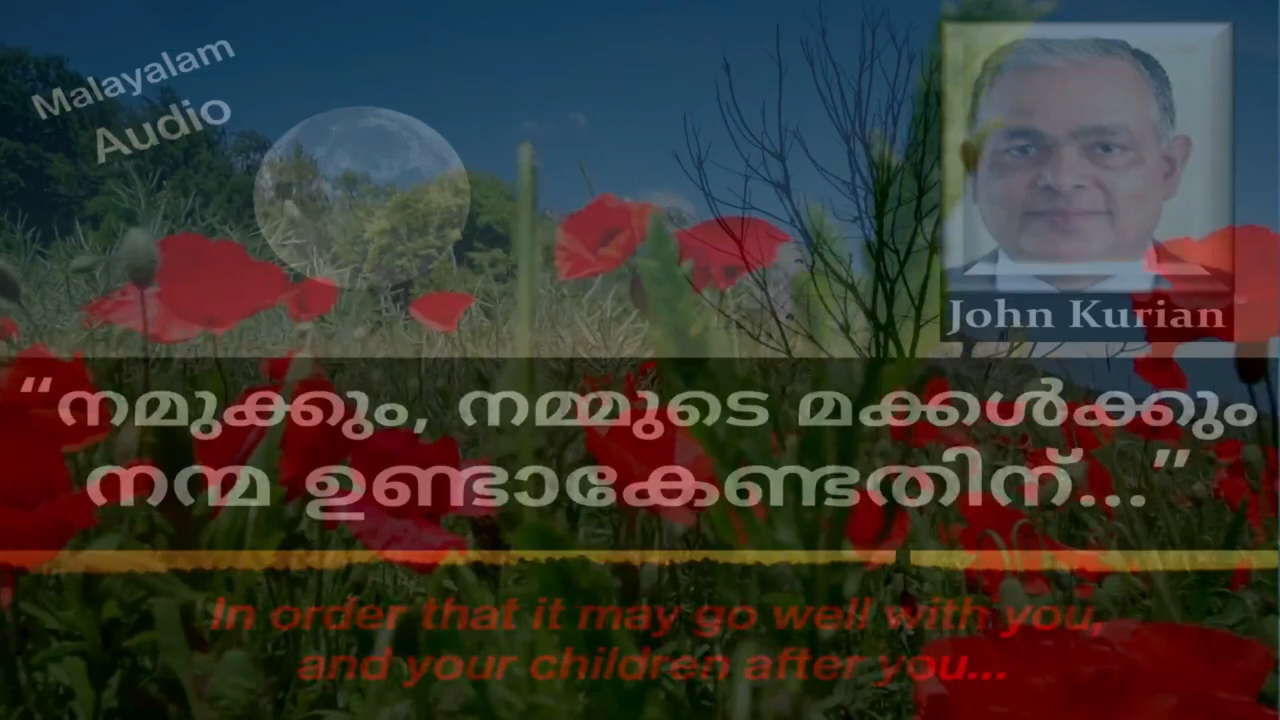 Malayalam
Audio
John Kurian
“നമുക്കും, നമ്മുടെ മക്കൾക്കും
നന്മ ഉണ്ടാകേണ്ടതിന്...”
In order that it may go well with you,
and your children after you...